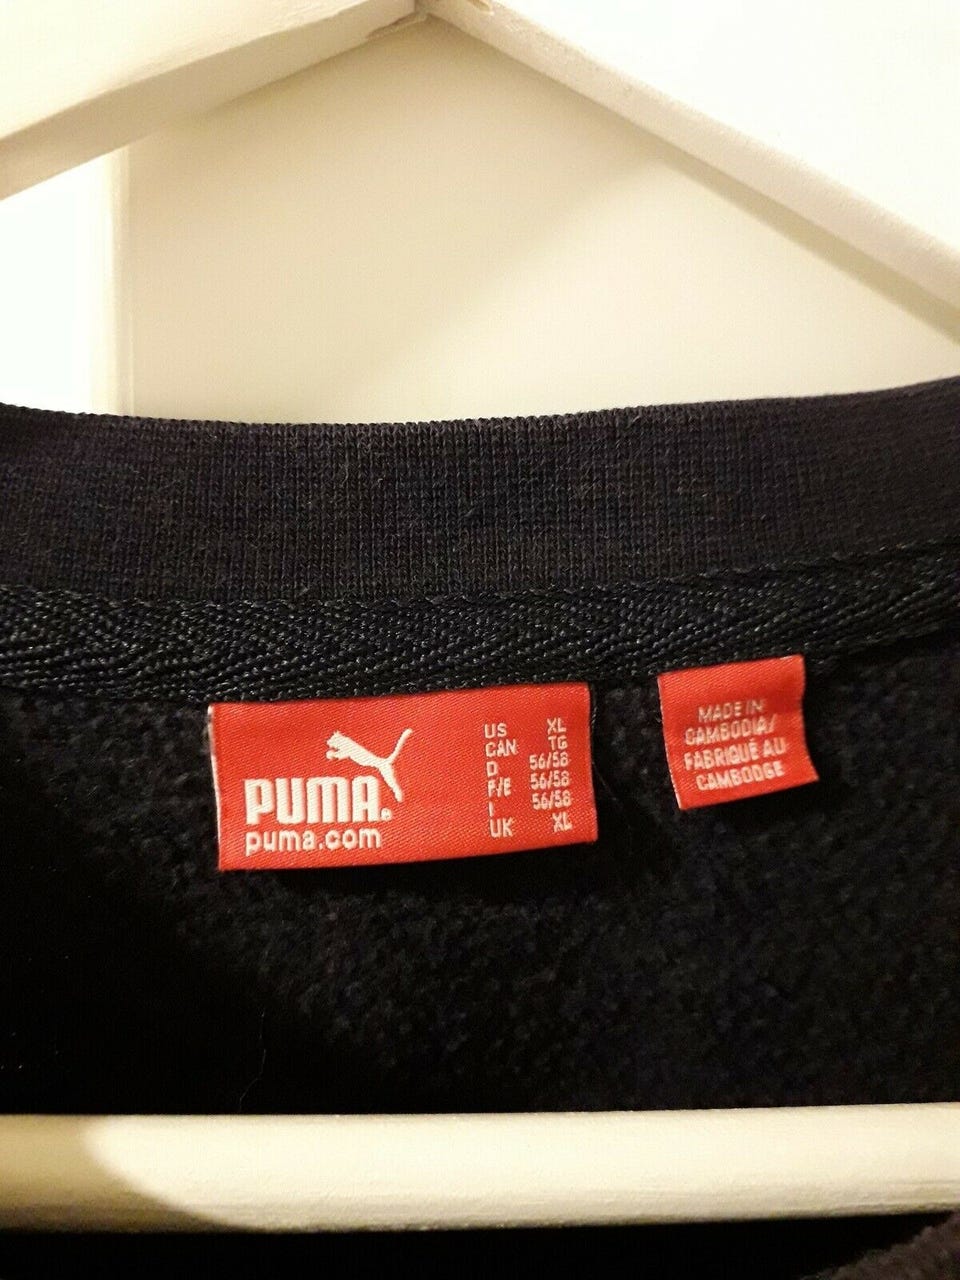 PUMA®
puma.com
US XL
CAN TG
D 56/58
F/E 56/58
I 56/58
UK XL
MADE IN
CAMBODIA/
FABRIQUÉ AU
CAMBODGE